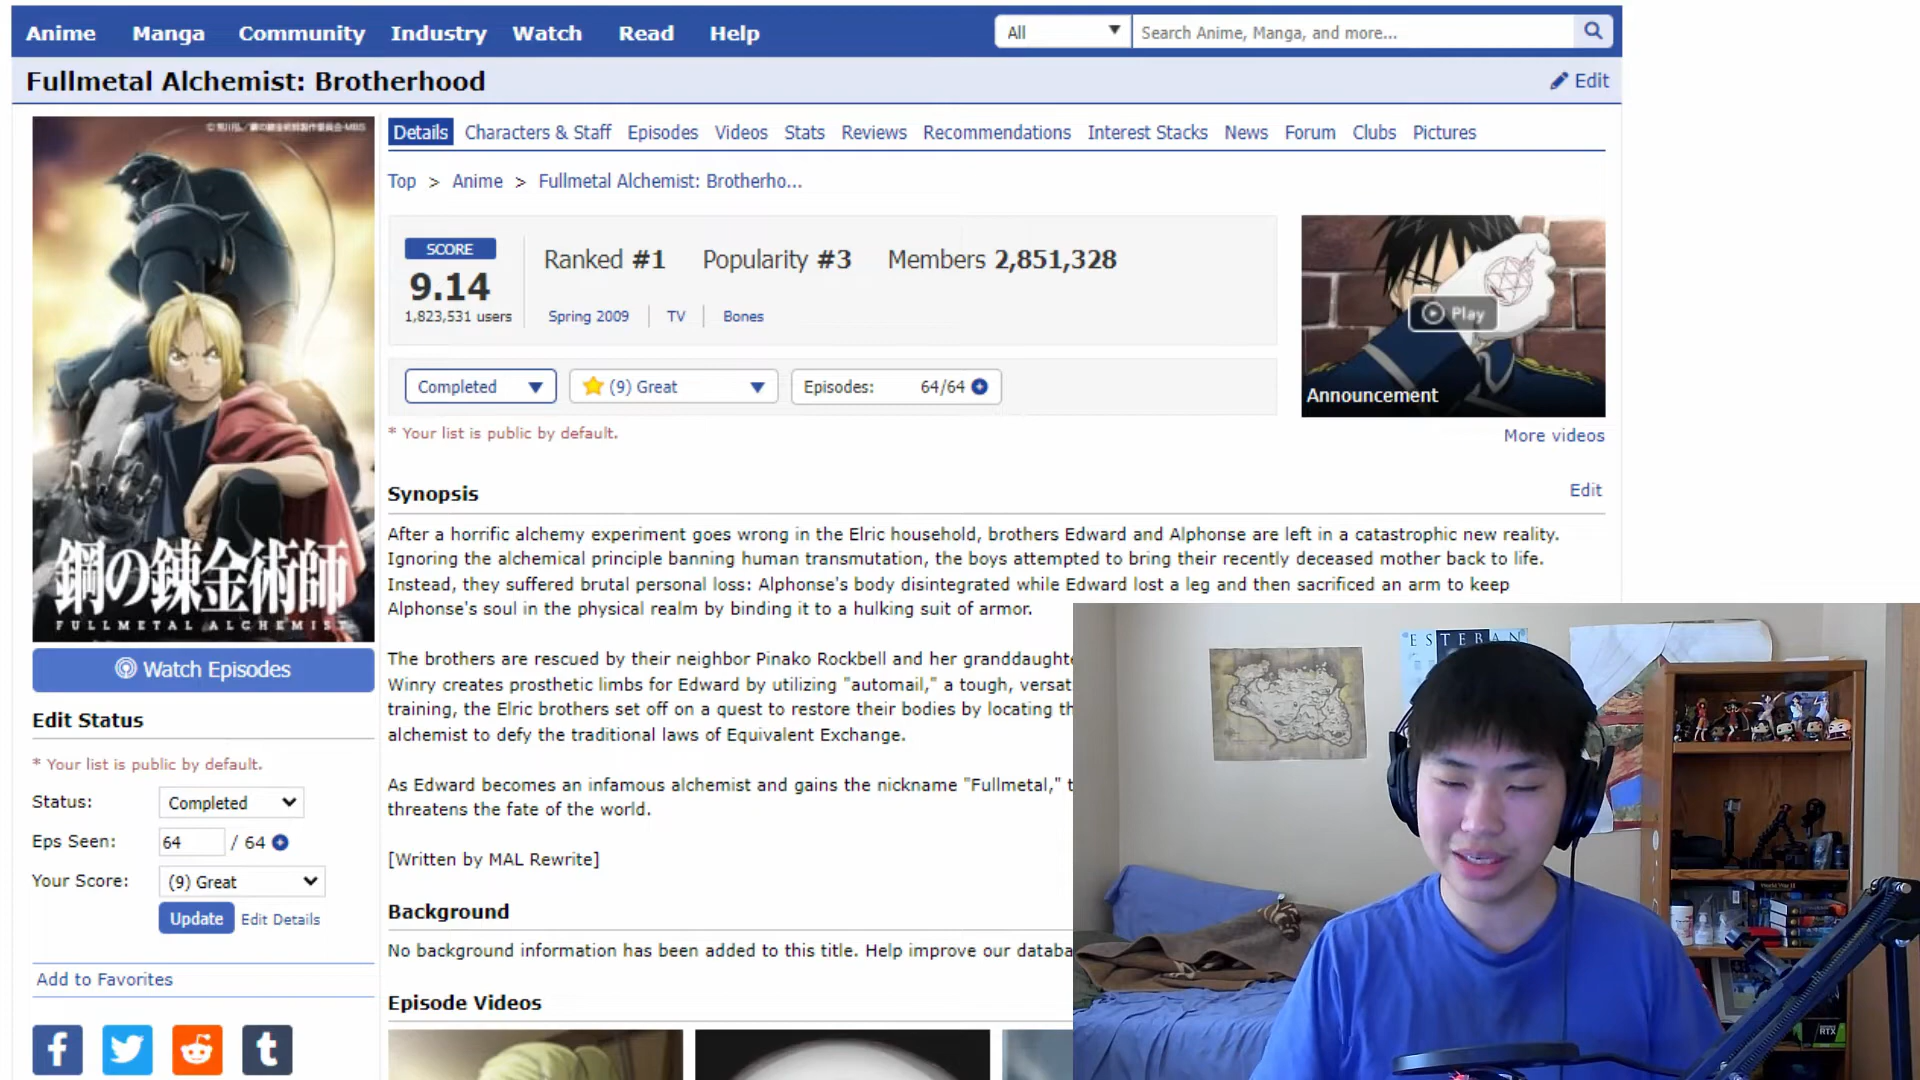 Anime Manga Community Industry Watch Read Help
All
Search Anime, Manga, and more...
Fullmetal Alchemist: Brotherhood
Edit
Details Characters & Staff Episodes Videos Stats Reviews Recommendations Interest Stacks News Forum Clubs Pictures
Top > Anime > Fullmetal Alchemist: Brotherho...
SCORE
9.14
1,823,531 users
Ranked #1 Popularity #3 Members 2,851,328
Spring 2009 TV Bones
Play
Announcement
Completed
(9) Great
Episodes: 64/64
* Your list is public by default.
More videos
鋼の錬金術師
FULLMETAL ALCHEMIST
Synopsis
Edit
After a horrific alchemy experiment goes wrong in the Elric household, brothers Edward and Alphonse are left in a catastrophic new reality.
Ignoring the alchemical principle banning human transmutation, the boys attempted to bring their recently deceased mother back to life.
Instead, they suffered brutal personal loss: Alphonse's body disintegrated while Edward lost a leg and then sacrificed an arm to keep
Alphonse's soul in the physical realm by binding it to a hulking suit of armor.
The brothers are rescued by their neighbor Pinako Rockbell and her granddaughte
Winry creates prosthetic limbs for Edward by utilizing "automail," a tough, versat
training, the Elric brothers set off on a quest to restore their bodies by locating th
alchemist to defy the traditional laws of Equivalent Exchange.
As Edward becomes an infamous alchemist and gains the nickname "Fullmetal," t
threatens the fate of the world.
[Written by MAL Rewrite]
Background
No background information has been added to this title. Help improve our databa
Episode Videos
Watch Episodes
Edit Status
* Your list is public by default.
Status: Completed
Eps Seen: 64 / 64
Your Score: (9) Great
Update Edit Details
Add to Favorites
ESTEBAN
World War II
RTX